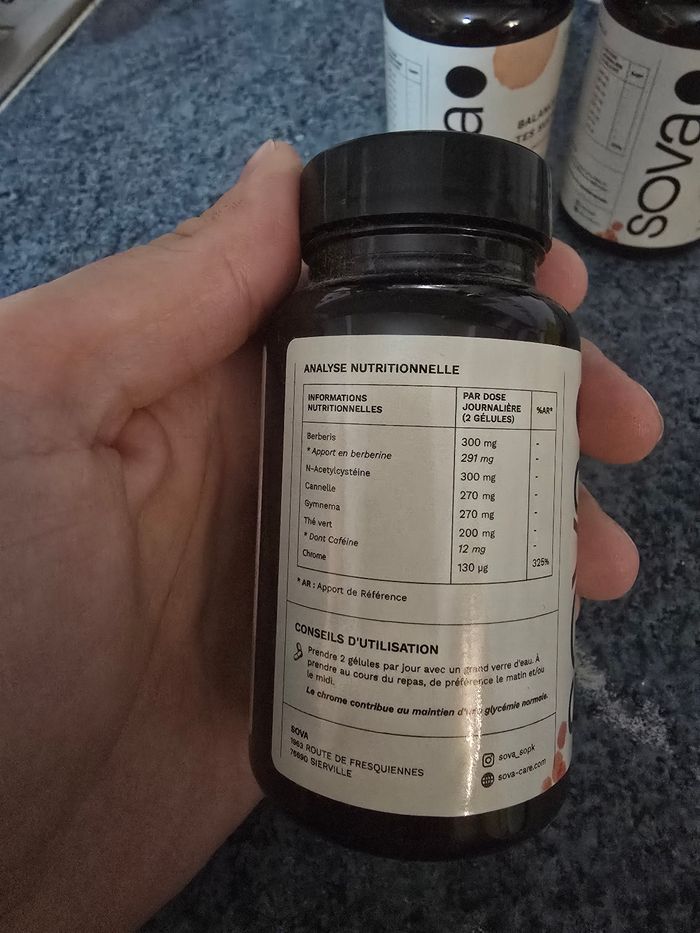 sova
BALANCE
TES S
sova
ANALYSE NUTRITIONNELLE
INFORMATIONS
NUTRITIONNELLES
PAR DOSE
JOURNALIÈRE
(2 GÉLULES)
%AR*
Berberis 300 mg -
* Apport en berberine 291 mg -
N-Acetylcystéine 300 mg -
Cannelle 270 mg -
Gymnema 270 mg -
Thé vert 200 mg -
* Dont Caféine 12 mg -
Chrome 130 µg 325%
* AR : Apport de Référence
CONSEILS D'UTILISATION
Prendre 2 gélules par jour avec un grand verre d'eau. À
prendre au cours du repas, de préférence le matin et/ou
le midi.
Le chrome contribue au maintien d'une glycémie normale.
SOVA
1963 ROUTE DE FRESQUIENNES
76690 SIERVILLE
sova_sopk
sova-care.com